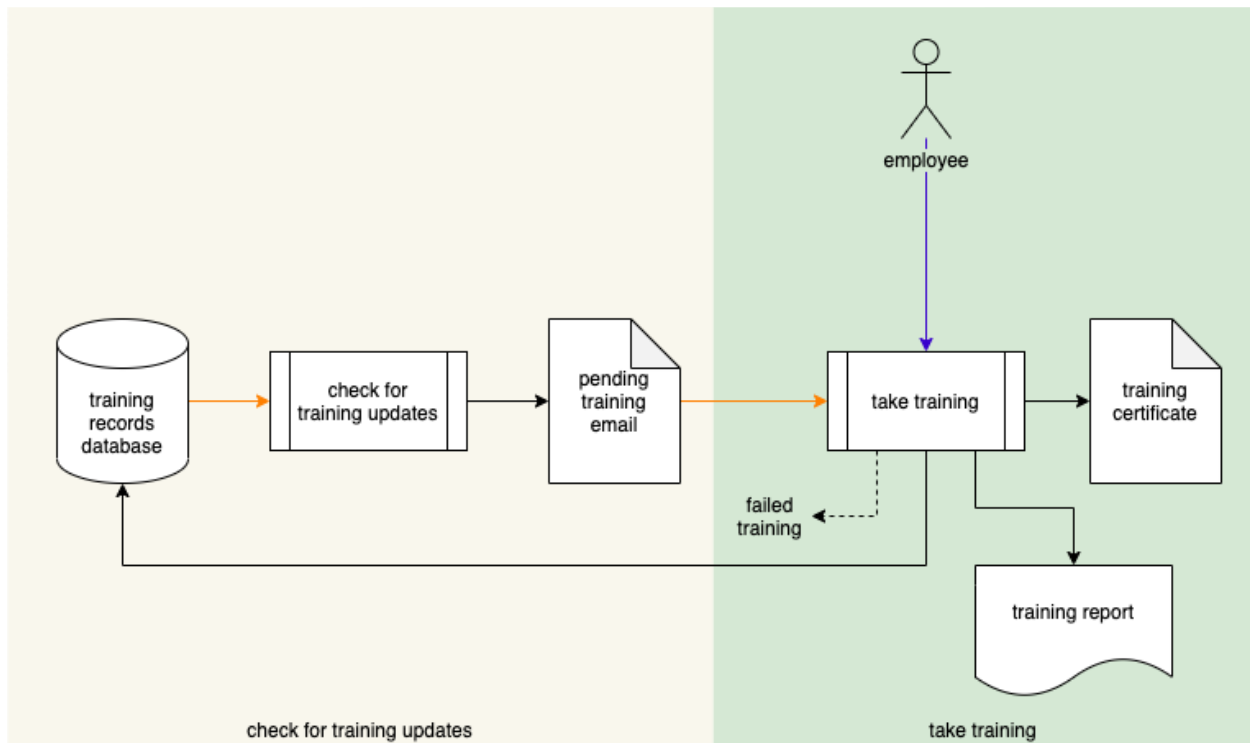 employee
training
records
database
check for
training updates
pending
training
email
take training
training
certificate
failed
training
training report
check for training updates
take training